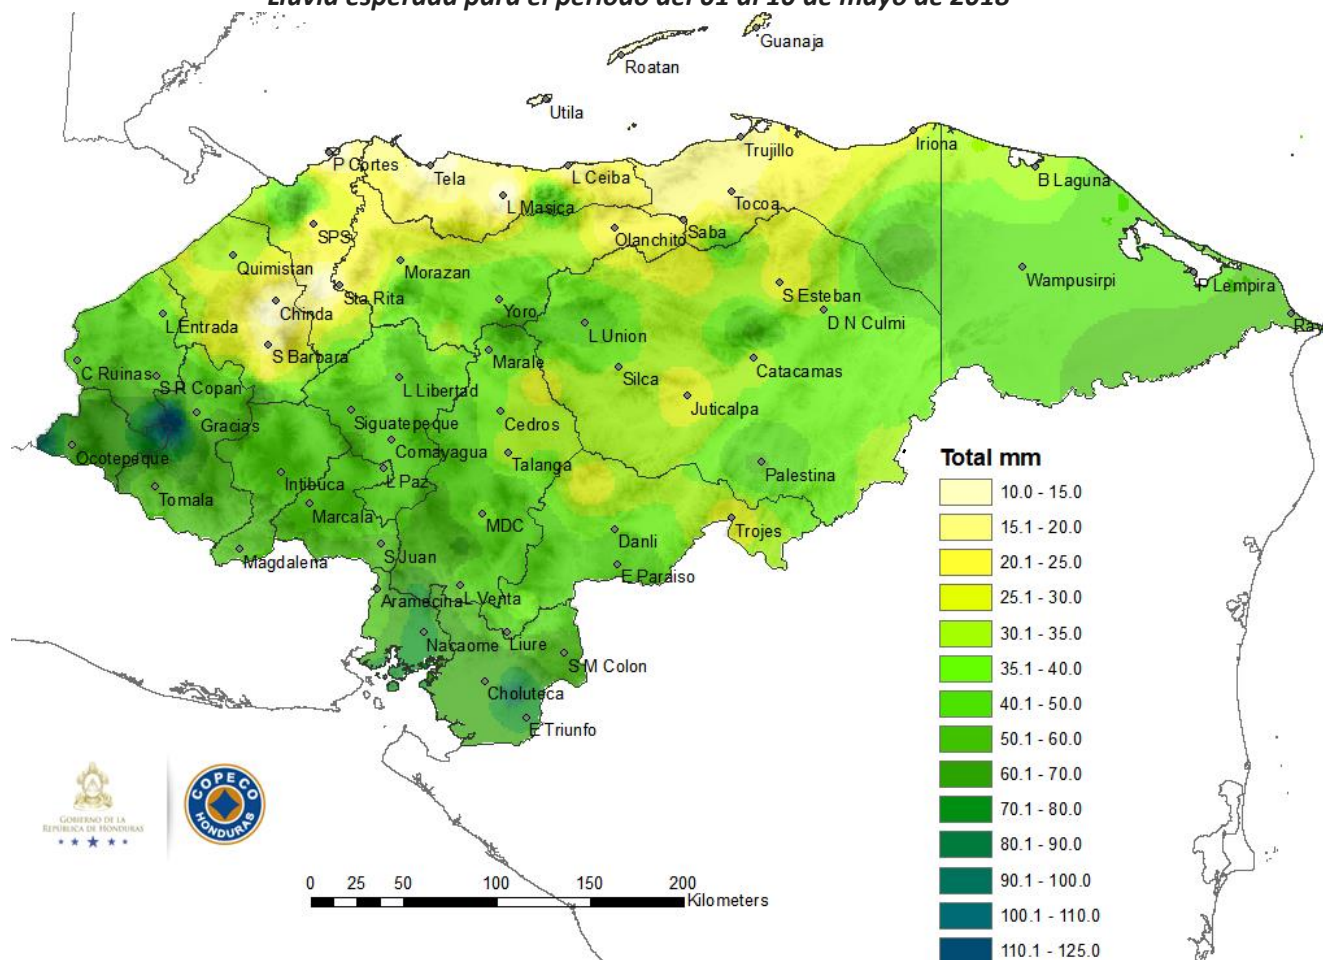 Lluvia esperada para el período del 01 al 10 de mayo de 2018
Guanaja
Roatan
Utila
Trujillo
Iriona
P Cortes
Tela
L Ceiba
B Laguna
L Masica
Tocoa
SPS
Olanchito
Saba
Quimistan
Morazan
Wampusirpi
P Lempira
Sta Rita
S Esteban
Chinda
Yoro
D N Culmi
L Entrada
L Union
Ra
S Barbara
Marale
C Ruinas
S R Copan
L Libertad
Silca
Catacamas
Juticalpa
Gracias
Siguatepeque
Cedros
Ocotepeque
Comayagua
Talanga
Total mm
Intibuca
L Paz
Palestina
10.0 - 15.0
Tomala
Marcala
MDC
15.1 - 20.0
Danli
Trojes
Magdalena
S Juan
20.1 - 25.0
E Paraiso
Aramecina
L Venta
25.1 - 30.0
Nacaome
Liure
30.1 - 35.0
S M Colon
35.1 - 40.0
Choluteca
40.1 - 50.0
E Triunfo
50.1 - 60.0
60.1 - 70.0
70.1 - 80.0
80.1 - 90.0
90.1 - 100.0
100.1 - 110.0
110.1 - 125.0
COPECO
HONDURAS
GOBIERNO DE LA
REPÚBLICA DE HONDURAS
0 25 50 100 150 200
Kilometers